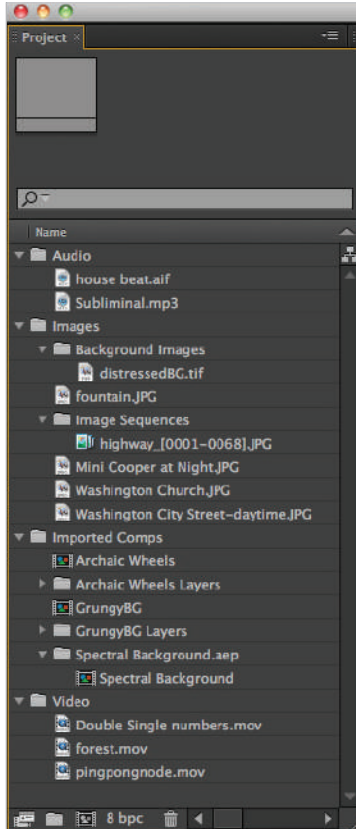 Project
Name
Audio
house beat.aif
Subliminal.mp3
Images
Background Images
distressedBG.tif
fountain.JPG
Image Sequences
highway_[0001-0068].JPG
Mini Cooper at Night.JPG
Washington Church.JPG
Washington City Street-daytime.JPG
Imported Comps
Archaic Wheels
Archaic Wheels Layers
GrungyBG
GrungyBG Layers
Spectral Background.aep
Spectral Background
Video
Double Single numbers.mov
forest.mov
pingpongnode.mov
8 bpc